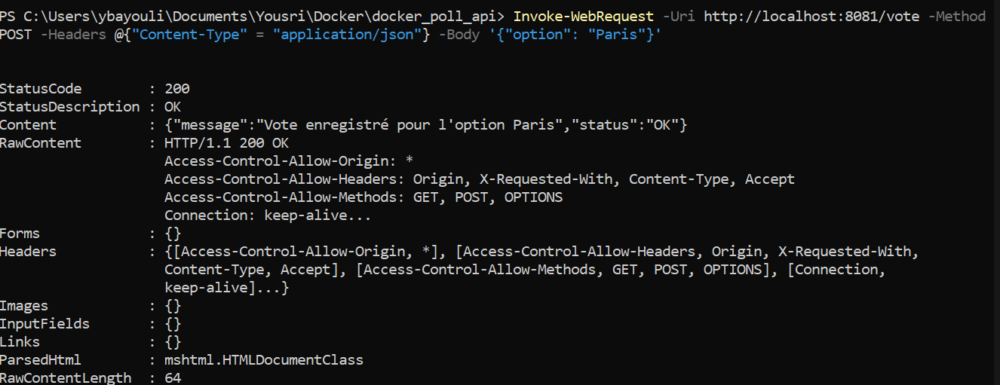 PS C:\Users\ybayouli\Documents\Yousri\Docker\docker_poll_api> Invoke-WebRequest -Uri http://localhost:8081/vote -Method
POST -Headers @{"Content-Type" = "application/json"} -Body '{"option": "Paris"}'
StatusCode        : 200
StatusDescription : OK
Content           : {"message":"Vote enregistré pour l'option Paris","status":"OK"}
RawContent        : HTTP/1.1 200 OK
                    Access-Control-Allow-Origin: *
                    Access-Control-Allow-Headers: Origin, X-Requested-With, Content-Type, Accept
                    Access-Control-Allow-Methods: GET, POST, OPTIONS
                    Connection: keep-alive...
Forms             : {}
Headers           : {[Access-Control-Allow-Origin, *], [Access-Control-Allow-Headers, Origin, X-Requested-With,
                    Content-Type, Accept], [Access-Control-Allow-Methods, GET, POST, OPTIONS], [Connection,
                    keep-alive]...}
Images            : {}
InputFields       : {}
Links             : {}
ParsedHtml        : mshtml.HTMLDocumentClass
RawContentLength  : 64